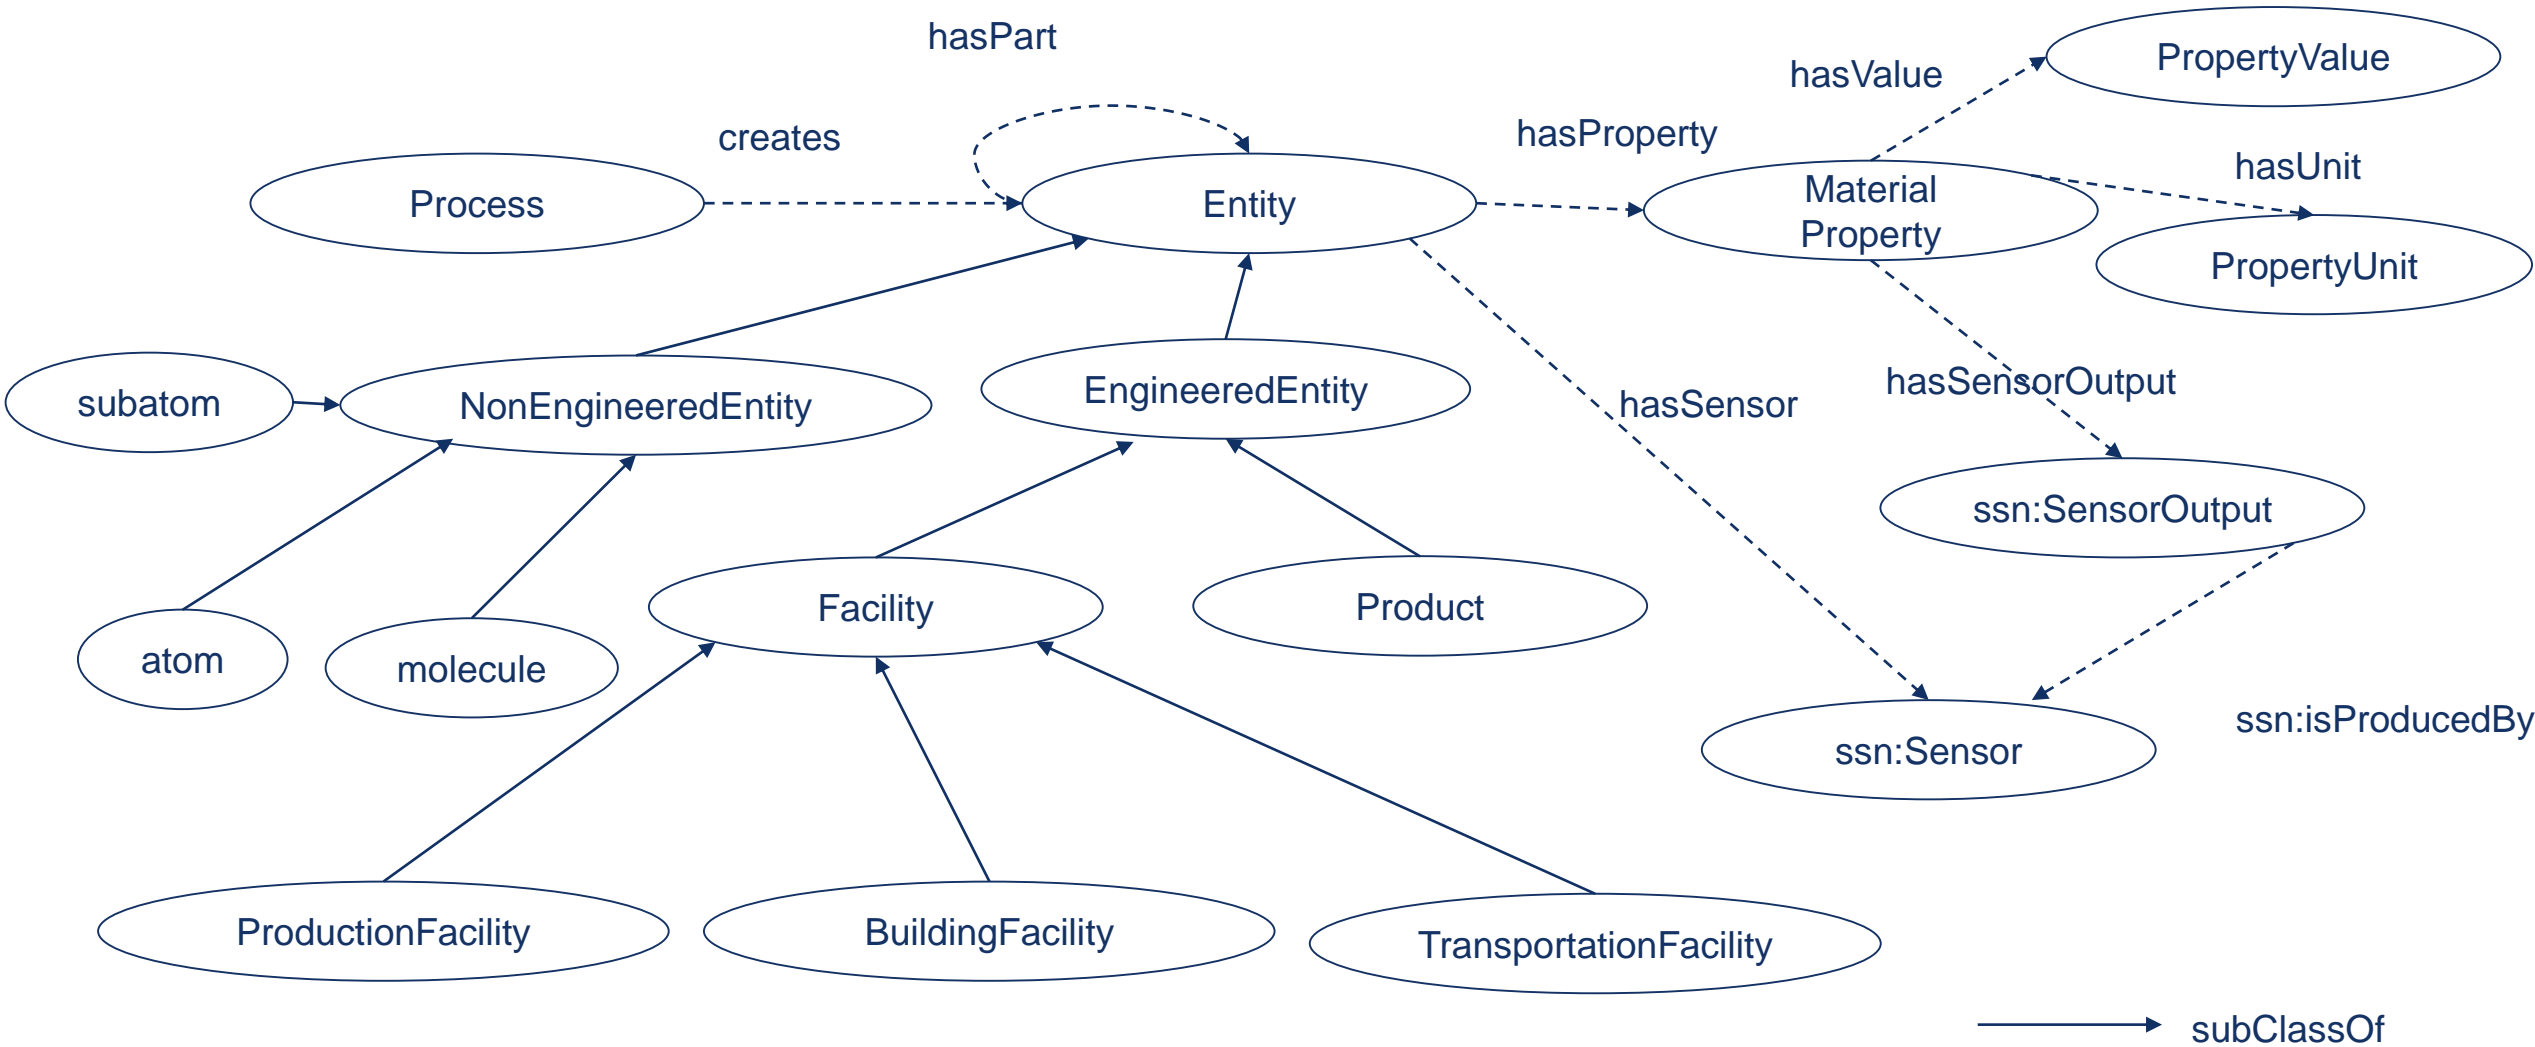 hasPart
PropertyValue
hasValue
creates
hasProperty
hasUnit
Process
Entity
Material
Property
PropertyUnit
subatom
NonEngineeredEntity
EngineeredEntity
hasSensor
hasSensorOutput
ssn:SensorOutput
atom
molecule
Facility
Product
ssn:isProducedBy
ssn:Sensor
ProductionFacility
BuildingFacility
TransportationFacility
subClassOf